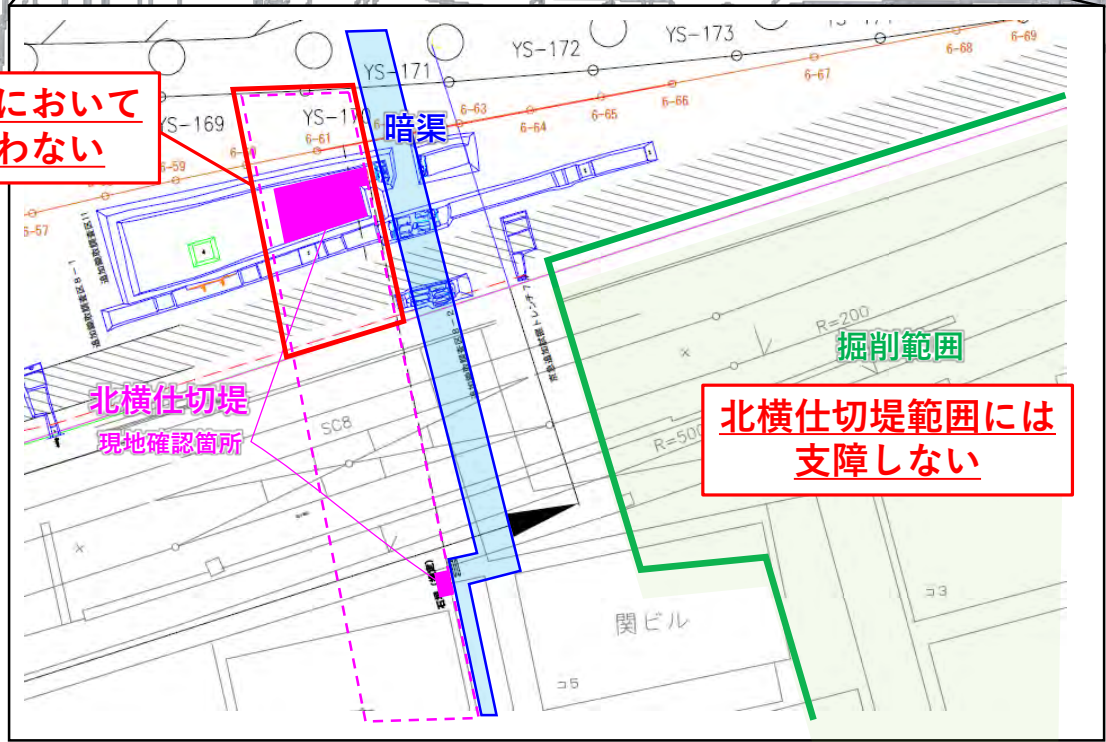 YS-172
YS-173
6-68
6-69
YS-171
6-67
6-66
において
わない
YS-169
暗渠
6-63
6-65
6-64
6-61
6-59
6-57
R=200
掘削範囲
北横仕切堤
現地確認箇所
SC8
R=500
北横仕切堤範囲には
支障しない
関ビル
コ3
コ5